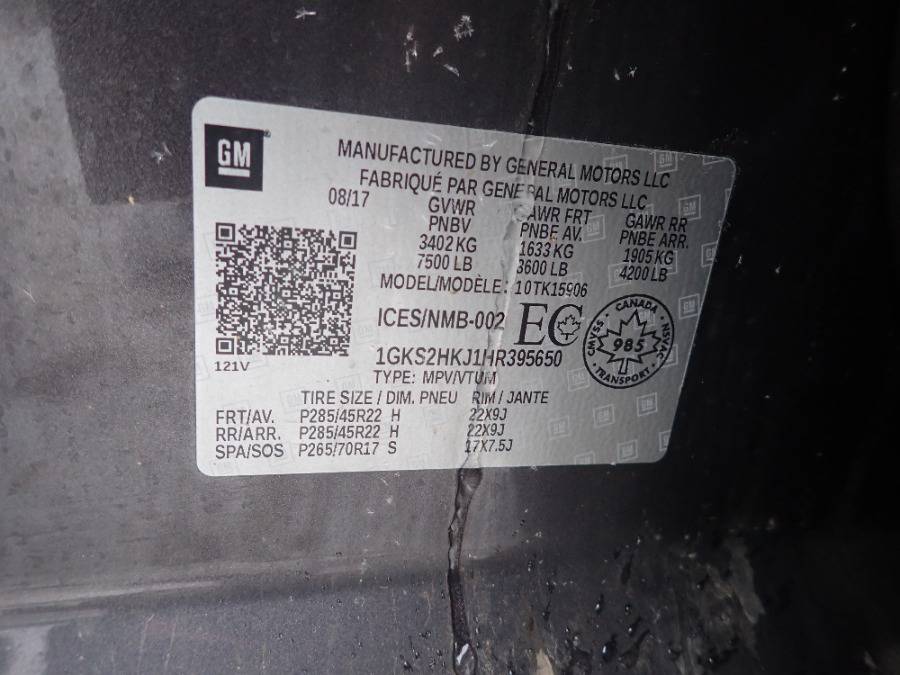 GM
MANUFACTURED BY GENERAL MOTORS LLC
FABRIQUÉ PAR GENERAL MOTORS LLC
08/17
GVWR GAWR FRT GAWR RR
PNBV PNBE AV. PNBE ARR.
3402 KG 1633 KG 1905 KG
7500 LB 3600 LB 4200 LB
MODEL/MODÈLE: 10TK15906
ICES/NMB-002 EC
CANADA
CMVSS 985 NSVAC
TRANSPORT
121V
1GKS2HKJ1HR395650
TYPE: MPV/VTUM
TIRE SIZE / DIM. PNEU RIM / JANTE
FRT/AV. P285/45R22 H 22X9J
RR/ARR. P285/45R22 H 22X9J
SPA/SOS P265/70R17 S 17X7.5J